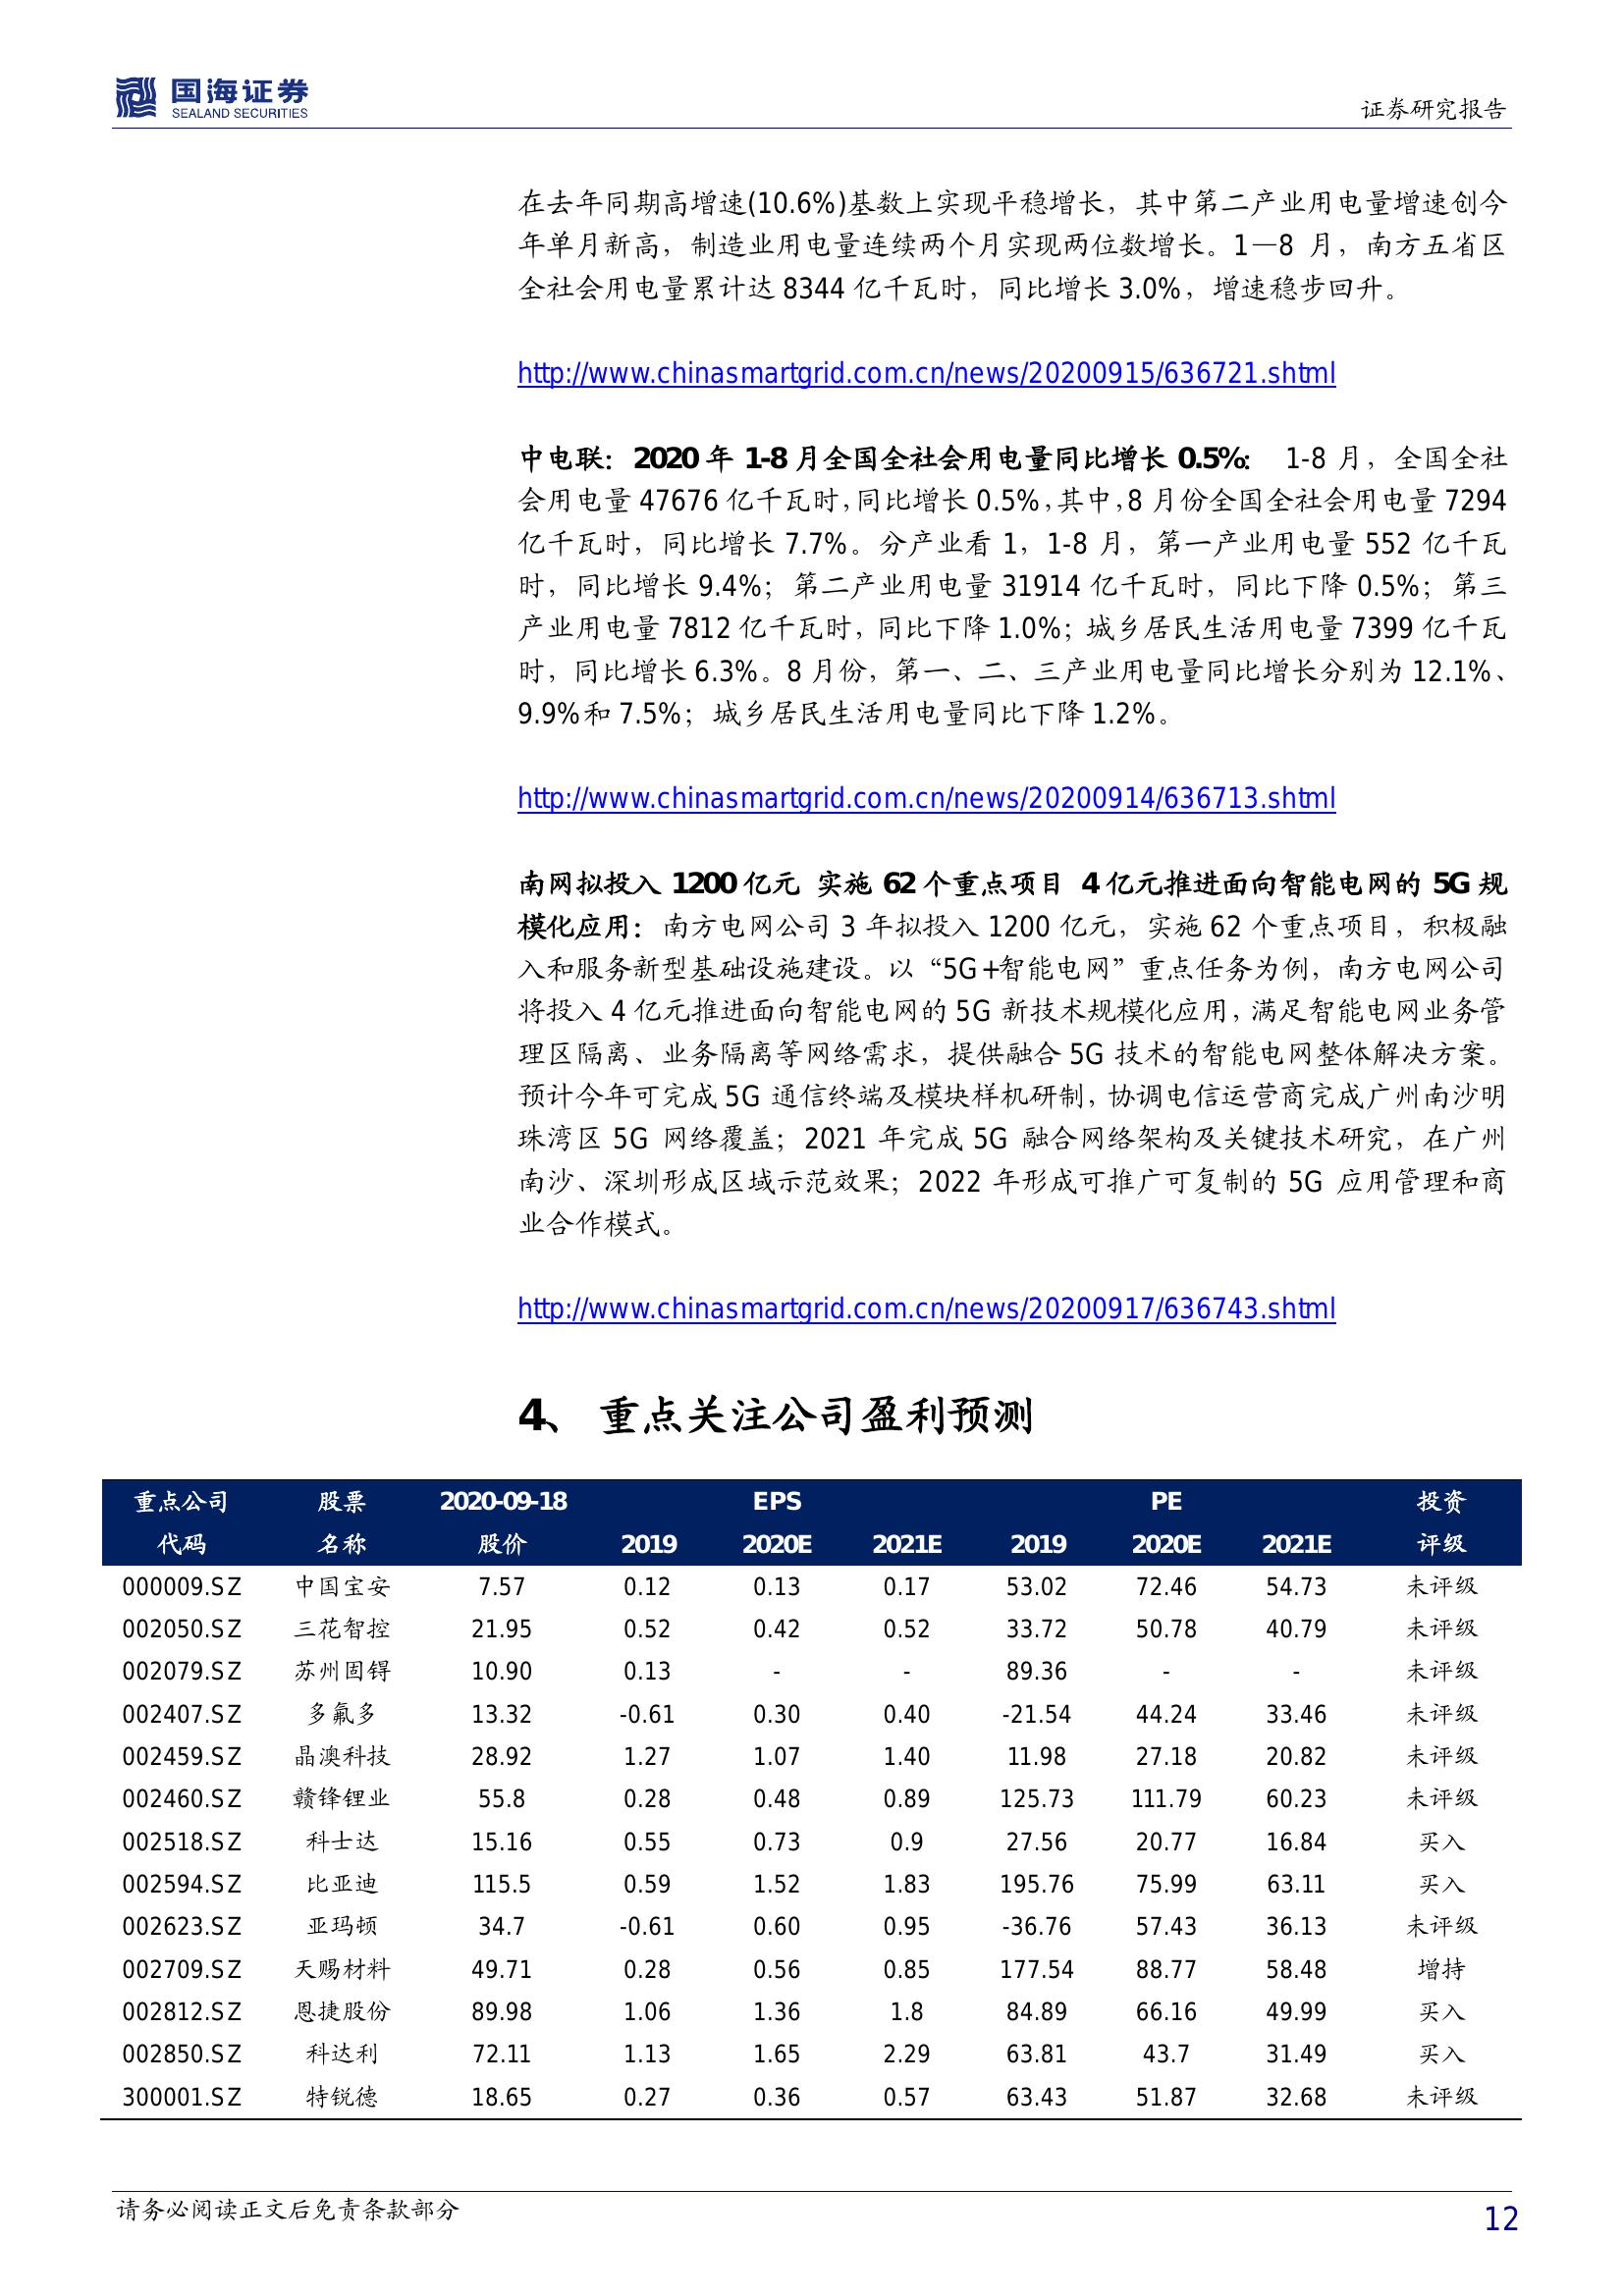 国海证券
SEALAND SECURITIES
证券研究报告
在去年同期高增速(10.6%)基数上实现平稳增长，其中第二产业用电量增速创今
年单月新高，制造业用电量连续两个月实现两位数增长。1—8 月，南方五省区
全社会用电量累计达 8344 亿千瓦时，同比增长 3.0%，增速稳步回升。
http://www.chinasmartgrid.com.cn/news/20200915/636721.shtml
中电联：2020 年 1-8 月全国全社会用电量同比增长 0.5%： 1-8 月，全国全社
会用电量 47676 亿千瓦时，同比增长 0.5%，其中，8 月份全国全社会用电量 7294
亿千瓦时，同比增长 7.7%。分产业看 1，1-8 月，第一产业用电量 552 亿千瓦
时，同比增长 9.4%；第二产业用电量 31914 亿千瓦时，同比下降 0.5%；第三
产业用电量 7812 亿千瓦时，同比下降 1.0%；城乡居民生活用电量 7399 亿千瓦
时，同比增长 6.3%。8 月份，第一、二、三产业用电量同比增长分别为 12.1%、
9.9%和 7.5%；城乡居民生活用电量同比下降 1.2%。
http://www.chinasmartgrid.com.cn/news/20200914/636713.shtml
南网拟投入 1200 亿元 实施 62 个重点项目 4 亿元推进面向智能电网的 5G 规
模化应用：南方电网公司 3 年拟投入 1200 亿元，实施 62 个重点项目，积极融
入和服务新型基础设施建设。以“5G+智能电网”重点任务为例，南方电网公司
将投入 4 亿元推进面向智能电网的 5G 新技术规模化应用，满足智能电网业务管
理区隔离、业务隔离等网络需求，提供融合 5G 技术的智能电网整体解决方案。
预计今年可完成 5G 通信终端及模块样机研制，协调电信运营商完成广州南沙明
珠湾区 5G 网络覆盖；2021 年完成 5G 融合网络架构及关键技术研究，在广州
南沙、深圳形成区域示范效果；2022 年形成可推广可复制的 5G 应用管理和商
业合作模式。
http://www.chinasmartgrid.com.cn/news/20200917/636743.shtml
4、 重点关注公司盈利预测
重点公司 股票 2020-09-18 EPS PE 投资
代码 名称 股价 2019 2020E 2021E 2019 2020E 2021E 评级
000009.SZ 中国宝安 7.57 0.12 0.13 0.17 53.02 72.46 54.73 未评级
002050.SZ 三花智控 21.95 0.52 0.42 0.52 33.72 50.78 40.79 未评级
002079.SZ 苏州固锝 10.90 0.13 - - 89.36 - - 未评级
002407.SZ 多氟多 13.32 -0.61 0.30 0.40 -21.54 44.24 33.46 未评级
002459.SZ 晶澳科技 28.92 1.27 1.07 1.40 11.98 27.18 20.82 未评级
002460.SZ 赣锋锂业 55.8 0.28 0.48 0.89 125.73 111.79 60.23 未评级
002518.SZ 科士达 15.16 0.55 0.73 0.9 27.56 20.77 16.84 买入
002594.SZ 比亚迪 115.5 0.59 1.52 1.83 195.76 75.99 63.11 买入
002623.SZ 亚玛顿 34.7 -0.61 0.60 0.95 -36.76 57.43 36.13 未评级
002709.SZ 天赐材料 49.71 0.28 0.56 0.85 177.54 88.77 58.48 增持
002812.SZ 恩捷股份 89.98 1.06 1.36 1.8 84.89 66.16 49.99 买入
002850.SZ 科达利 72.11 1.13 1.65 2.29 63.81 43.7 31.49 买入
300001.SZ 特锐德 18.65 0.27 0.36 0.57 63.43 51.87 32.68 未评级
请务必阅读正文后免责条款部分
12